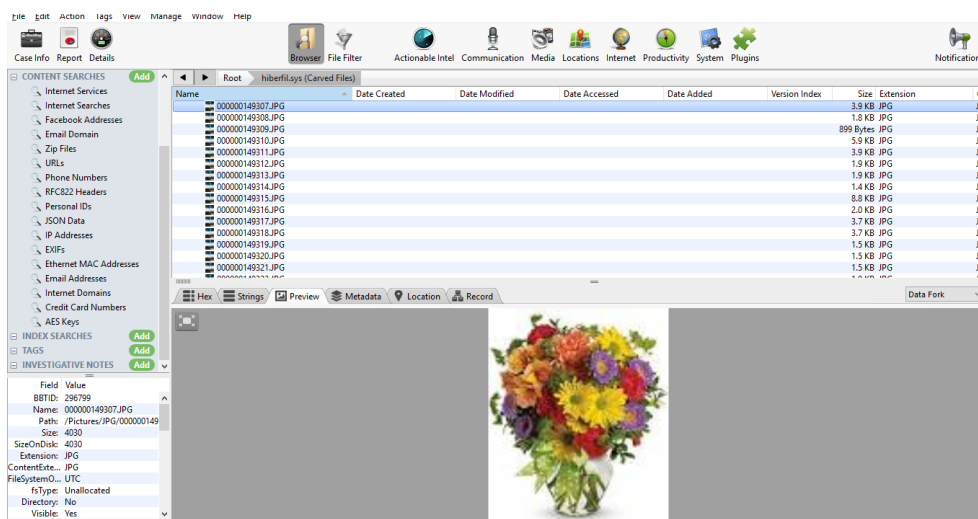 File Edit Action Tags View Manage Window Help
Case Info Report Details Browser File Filter Actionable Intel Communication Media Locations Internet Productivity System Plugins Notification
CONTENT SEARCHES Add
Internet Services
Internet Searches
Facebook Addresses
Email Domain
Zip Files
URLs
Phone Numbers
RFC822 Headers
Personal IDs
JSON Data
IP Addresses
EXIFs
Ethernet MAC Addresses
Email Addresses
Internet Domains
Credit Card Numbers
AES Keys
INDEX SEARCHES Add
TAGS Add
INVESTIGATIVE NOTES Add
Field Value
BBTID: 296799
Name: 000000149307.JPG
Path: /Pictures/JPG/000000149
Size: 4030
SizeOnDisk: 4030
Extension: JPG
ContentExte... JPG
FileSystemO... UTC
fsType: Unallocated
Directory: No
Visible: Yes
Root hiberfil.sys (Carved Files)
Name Date Created Date Modified Date Accessed Date Added Version Index Size Extension
000000149307.JPG 3.9 KB JPG
000000149308.JPG 1.8 KB JPG
000000149309.JPG 899 Bytes JPG
000000149310.JPG 5.9 KB JPG
000000149311.JPG 3.9 KB JPG
000000149312.JPG 1.9 KB JPG
000000149313.JPG 1.9 KB JPG
000000149314.JPG 1.4 KB JPG
000000149315.JPG 8.8 KB JPG
000000149316.JPG 2.0 KB JPG
000000149317.JPG 3.7 KB JPG
000000149318.JPG 3.7 KB JPG
000000149319.JPG 1.5 KB JPG
000000149320.JPG 1.5 KB JPG
000000149321.JPG 1.5 KB JPG
Hex Strings Preview Metadata Location Record Data Fork